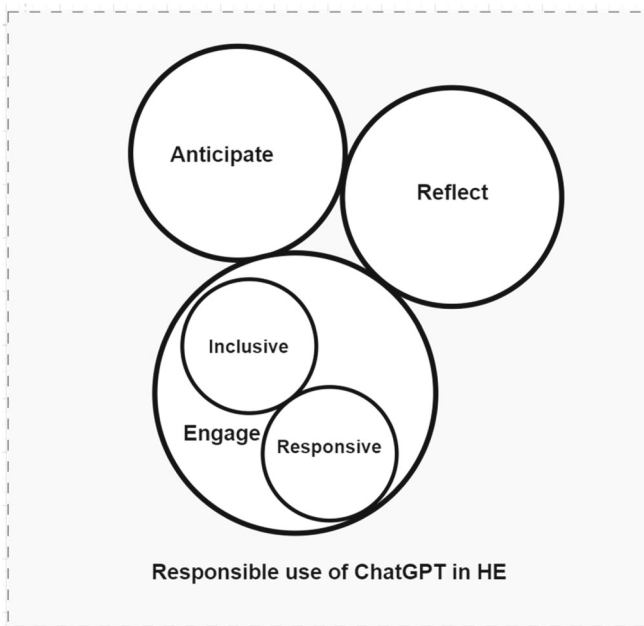 Anticipate
Reflect
Inclusive
Engage
Responsive
Responsible use of ChatGPT in HE